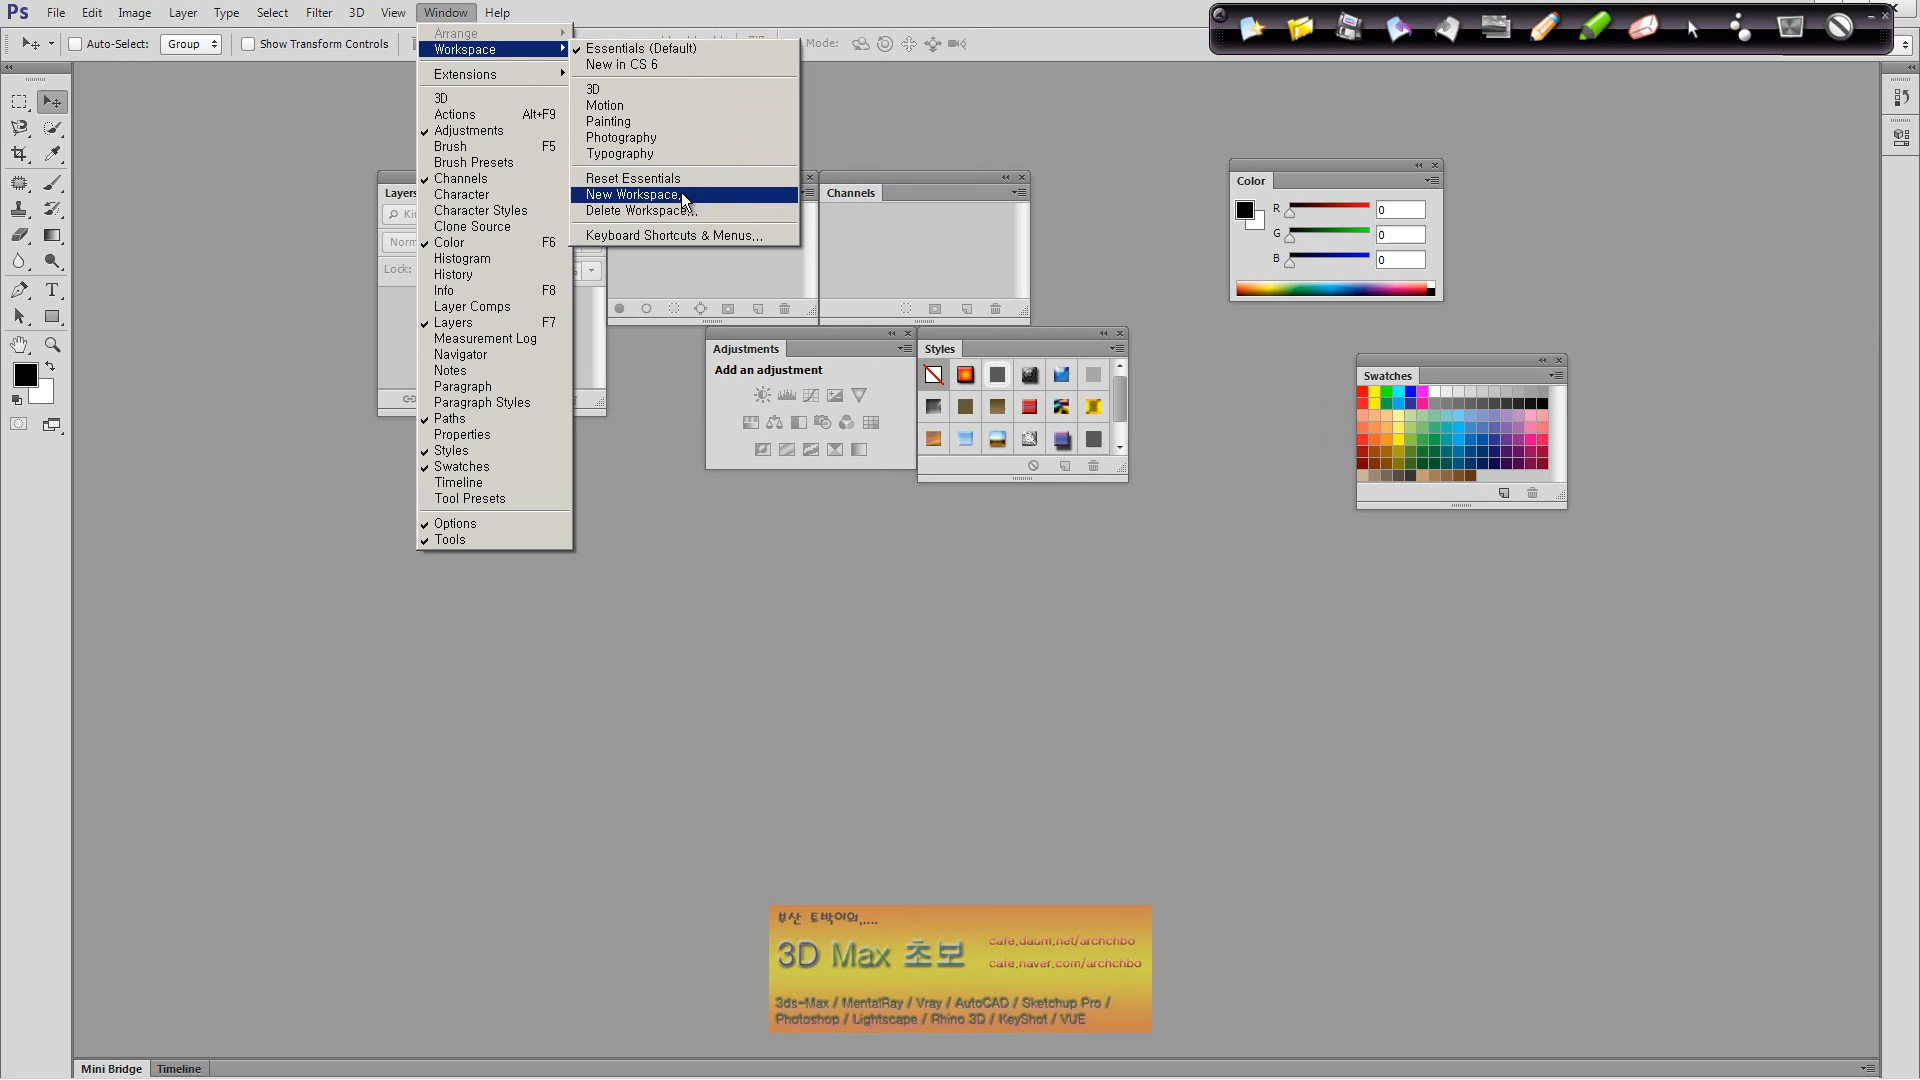 Ps File Edit Image Layer Type Select Filter 3D View Window Help
Auto-Select: Group Show Transform Controls Mode:
Arrange
Workspace
Extensions
3D
Actions Alt+F9
Adjustments
Brush F5
Brush Presets
Channels
Character
Character Styles
Clone Source
Color F6
Histogram
History
Info F8
Layer Comps
Layers F7
Measurement Log
Navigator
Notes
Paragraph
Paragraph Styles
Paths
Properties
Styles
Swatches
Timeline
Tool Presets
Options
Tools
Essentials (Default)
New in CS 6
3D
Motion
Painting
Photography
Typography
Reset Essentials
New Workspace...
Delete Workspace...
Keyboard Shortcuts & Menus...
Layers
Lock:
Channels
Color
R 0
G 0
B 0
Adjustments
Add an adjustment
Styles
Swatches
부산 토박이의....
3D Max 초보
cafe.daum.net/archchbo
cafe.naver.com/archchbo
3ds-Max / MentalRay / Vray / AutoCAD / Sketchup Pro /
Photoshop / Lightscape / Rhino 3D / KeyShot / VUE
Mini Bridge Timeline